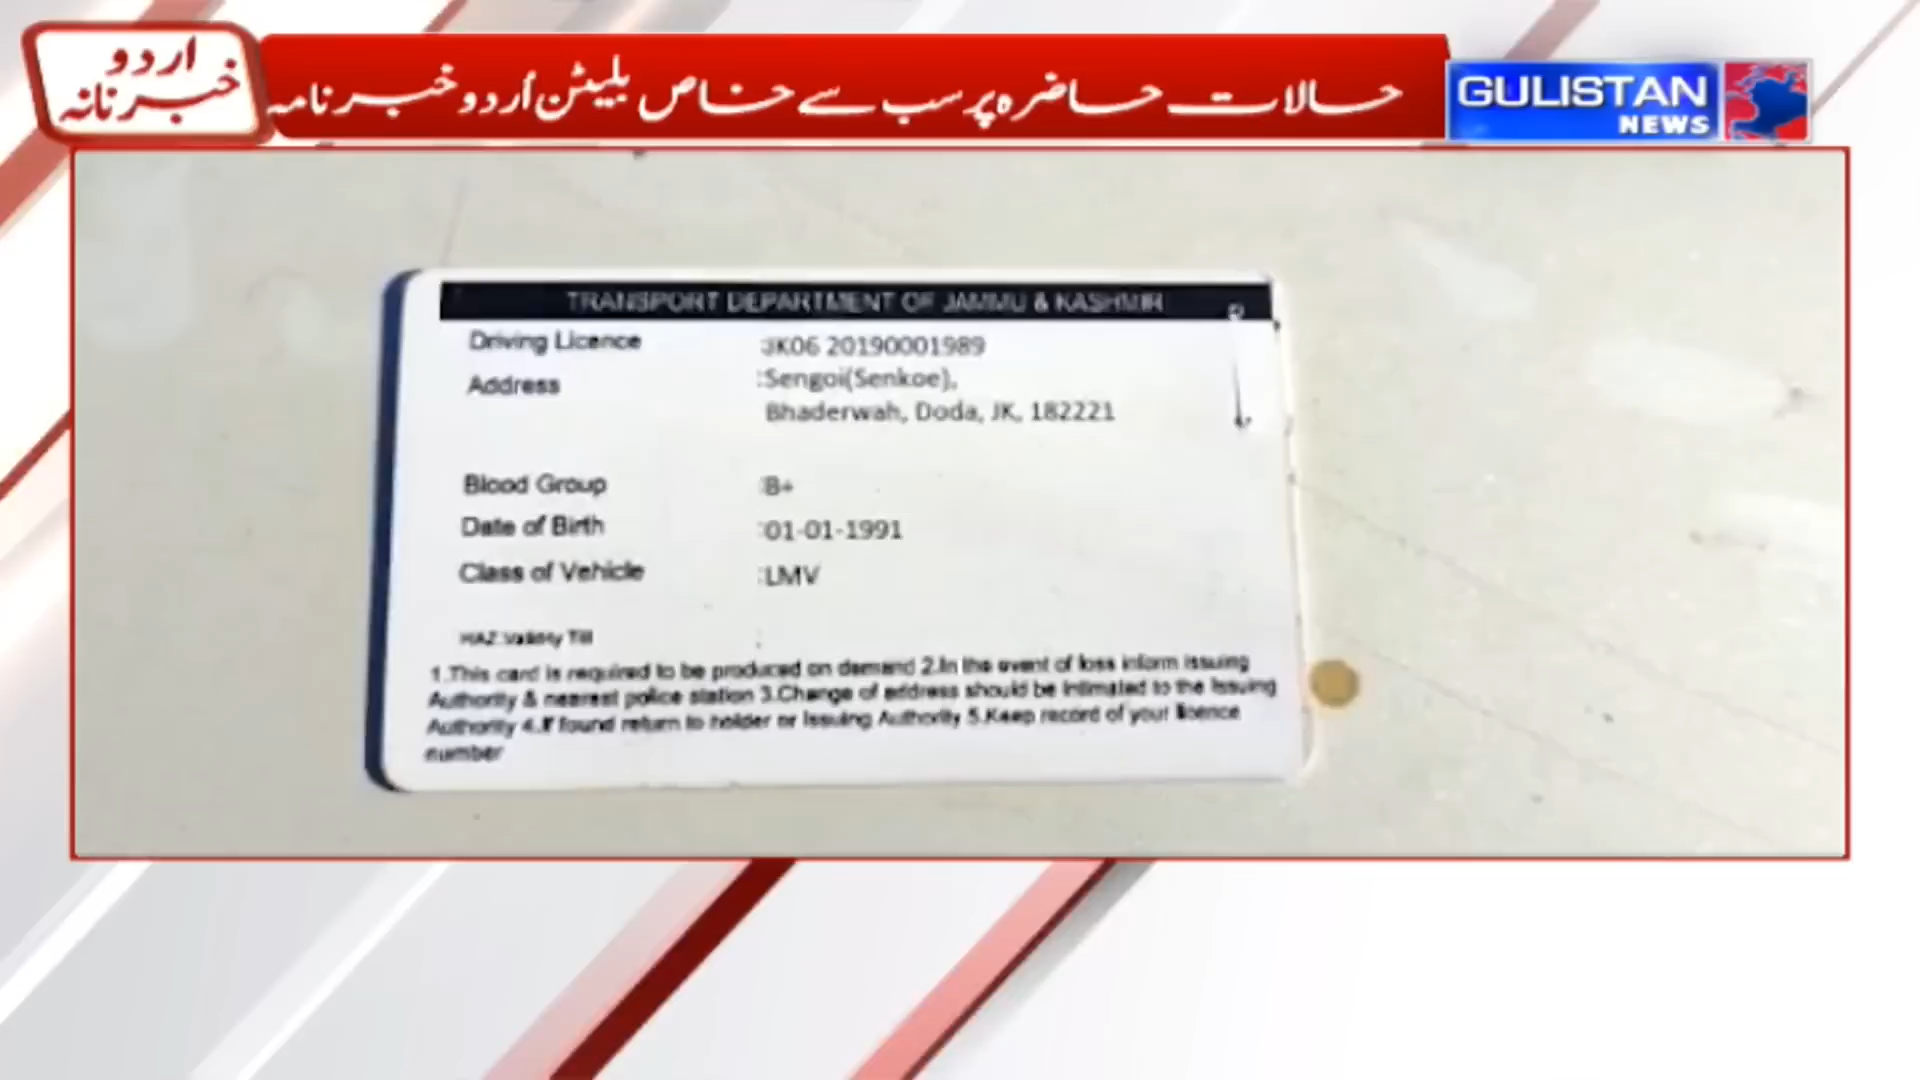 اردو
خبرنامہ
حالات حاضرہ پر سب سے خاص بلیٹن اُردو خبرنامہ
GULISTAN
NEWS
TRANSPORT DEPARTMENT OF JAMMU & KASHMIR
Driving Licence :JK06 20190001989
Address :Sengoi(Senkoe),
Bhaderwah, Doda, JK, 182221
Blood Group :B+
Date of Birth :01-01-1991
Class of Vehicle :LMV
HAZ.Validity Till :
1.This card is required to be produced on demand 2.In the event of loss inform issuing
Authority & nearest police station 3.Change of address should be intimated to the Issuing
Authority 4.If found return to holder or Issuing Authority 5.Keep record of your licence
number